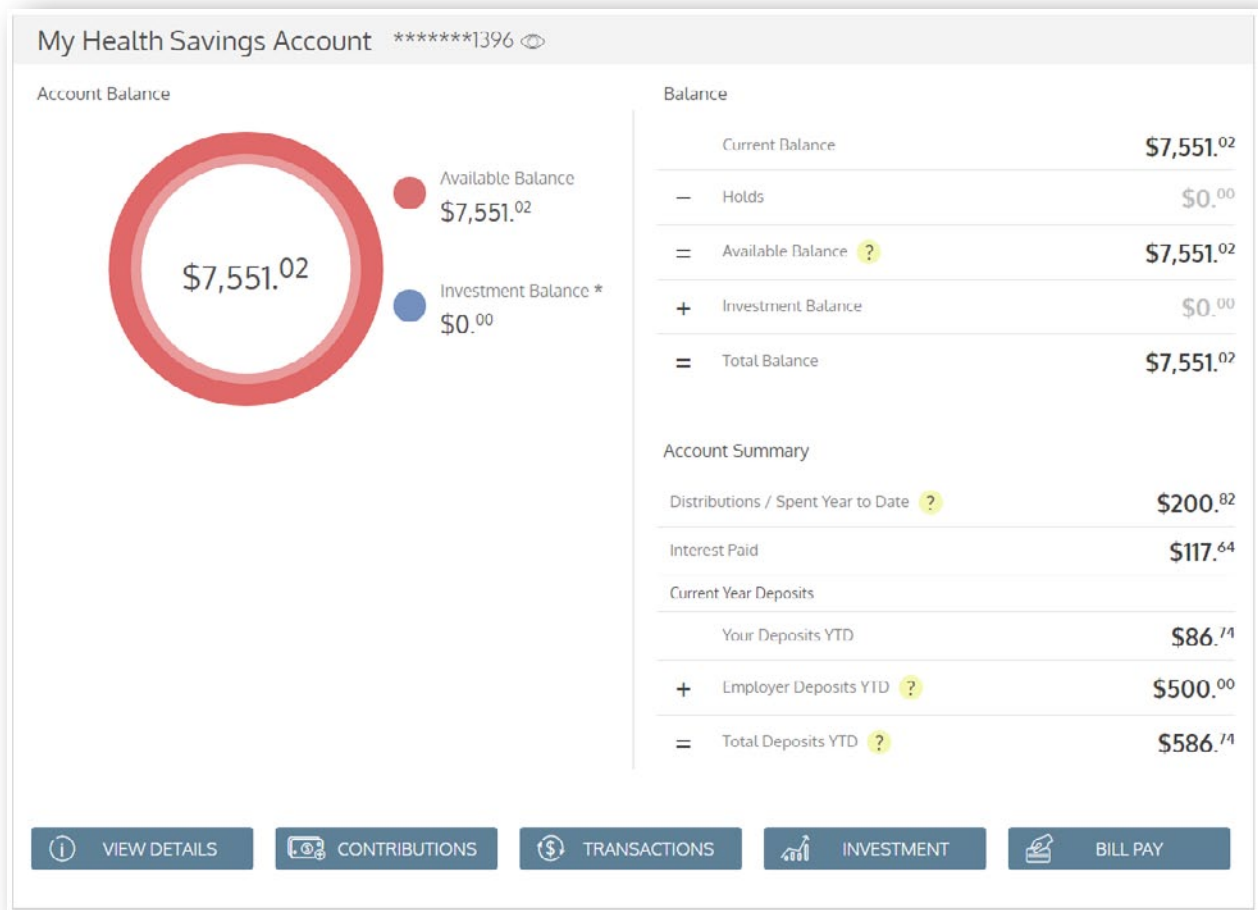 My Health Savings Account *******1396
Account Balance
$7,551.02
Available Balance
$7,551.02
Investment Balance *
$0.00
Balance
Current Balance $7,551.02
− Holds $0.00
= Available Balance ? $7,551.02
+ Investment Balance $0.00
= Total Balance $7,551.02
Account Summary
Distributions / Spent Year to Date ? $200.82
Interest Paid $117.64
Current Year Deposits
Your Deposits YTD $86.74
+ Employer Deposits YTD ? $500.00
= Total Deposits YTD ? $586.74
VIEW DETAILS CONTRIBUTIONS TRANSACTIONS INVESTMENT BILL PAY